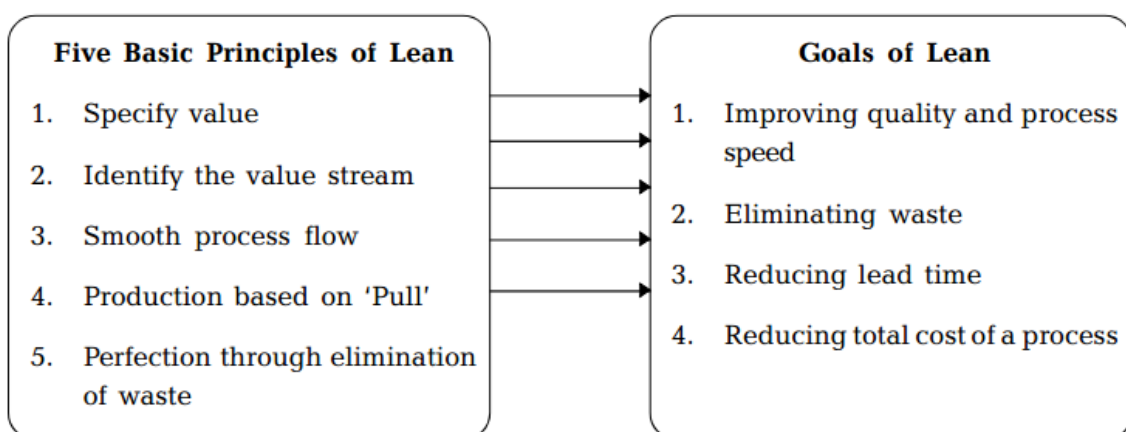 Five Basic Principles of Lean
1. Specify value
2. Identify the value stream
3. Smooth process flow
4. Production based on ‘Pull’
5. Perfection through elimination
of waste
Goals of Lean
1. Improving quality and process
speed
2. Eliminating waste
3. Reducing lead time
4. Reducing total cost of a process